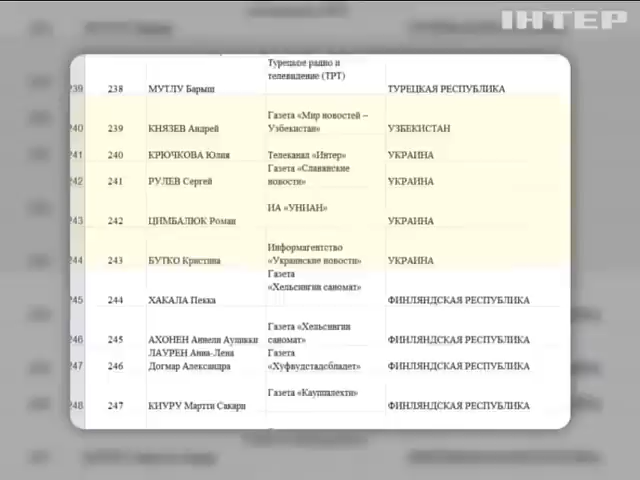 ІНТЕР
Турецкое радио и
телевидение (ТРТ)
239 238 МУТЛУ Барыш ТУРЕЦКАЯ РЕСПУБЛИКА
Газета «Мир новостей –
240 239 КНЯЗЕВ Андрей Узбекистан» УЗБЕКИСТАН
241 240 КРЮЧКОВА Юлия Телеканал «Интер» УКРАИНА
Газета «Славянские
242 241 РУЛЕВ Сергей новости» УКРАИНА
ИА «УНИАН»
243 242 ЦИМБАЛЮК Роман УКРАИНА
Информагентство
244 243 БУТКО Кристина «Украинские новости» УКРАИНА
Газета
«Хельсингин саномат»
245 244 ХАКАЛА Пекка ФИНЛЯНДСКАЯ РЕСПУБЛИКА
Газета «Хельсингин
246 245 АХОНЕН Аннели Ауликки саномат» ФИНЛЯНДСКАЯ РЕСПУБЛИКА
ЛАУРЕН Анна-Лена Газета
247 246 Догмар Александра «Хуфвудстадсбладет» ФИНЛЯНДСКАЯ РЕСПУБЛИКА
Газета «Кауппалехти»
248 247 КИУРУ Мартти Сакари ФИНЛЯНДСКАЯ РЕСПУБЛИКА